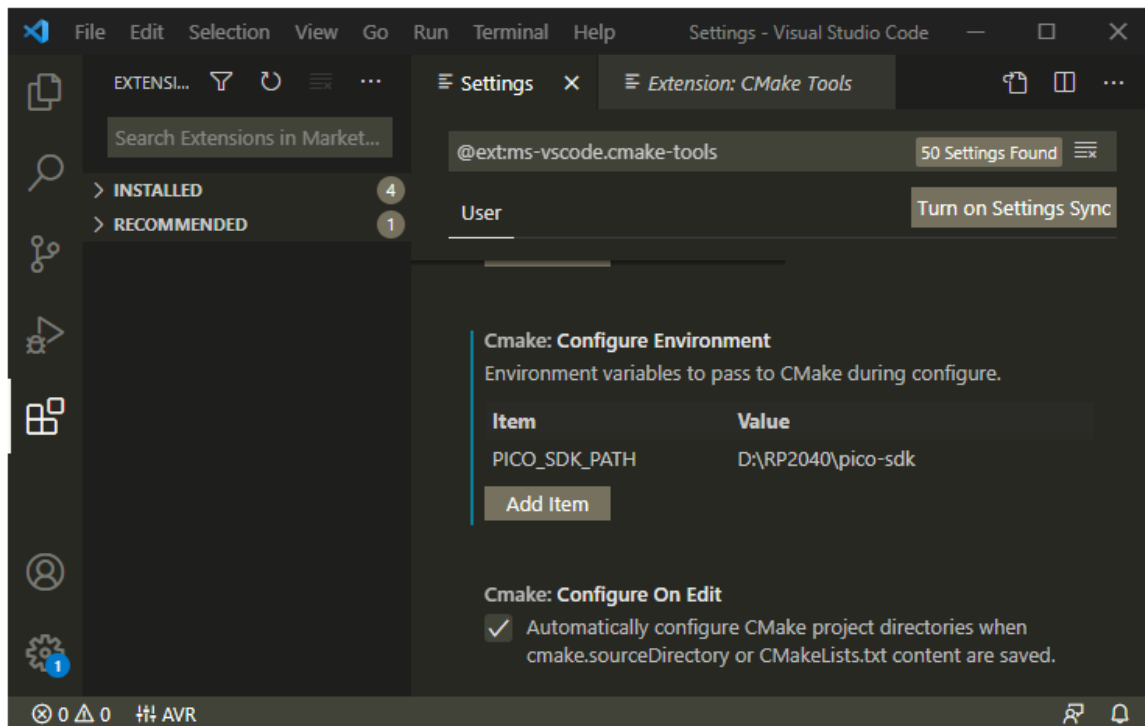 File Edit Selection View Go Run Terminal Help Settings - Visual Studio Code
EXTENSI...
Settings
Extension: CMake Tools
Search Extensions in Market...
INSTALLED 4
RECOMMENDED 1
@ext:ms-vscode.cmake-tools 50 Settings Found
User
Turn on Settings Sync
Cmake: Configure Environment
Environment variables to pass to CMake during configure.
Item Value
PICO_SDK_PATH D:\RP2040\pico-sdk
Add Item
Cmake: Configure On Edit
Automatically configure CMake project directories when
cmake.sourceDirectory or CMakeLists.txt content are saved.
1
0 0 AVR